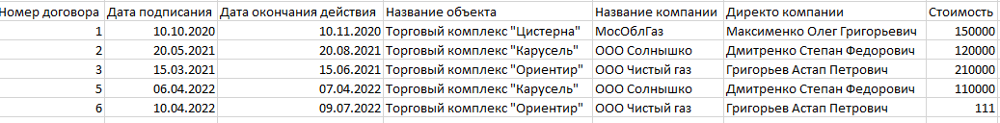 Номер договора Дата подписания Дата окончания действия Название объекта Название компании Директо компании Стоимость
1 10.10.2020 10.11.2020 Торговый комплекс "Цистерна" МосОблГаз Максименко Олег Григорьевич 150000
2 20.05.2021 20.08.2021 Торговый комплекс "Карусель" ООО Солнышко Дмитренко Степан Федорович 120000
3 15.03.2021 15.06.2021 Торговый комплекс "Ориентир" ООО Чистый газ Григорьев Астап Петрович 210000
5 06.04.2022 07.04.2022 Торговый комплекс "Карусель" ООО Солнышко Дмитренко Степан Федорович 110000
6 10.04.2022 09.07.2022 Торговый комплекс "Ориентир" ООО Чистый газ Григорьев Астап Петрович 111